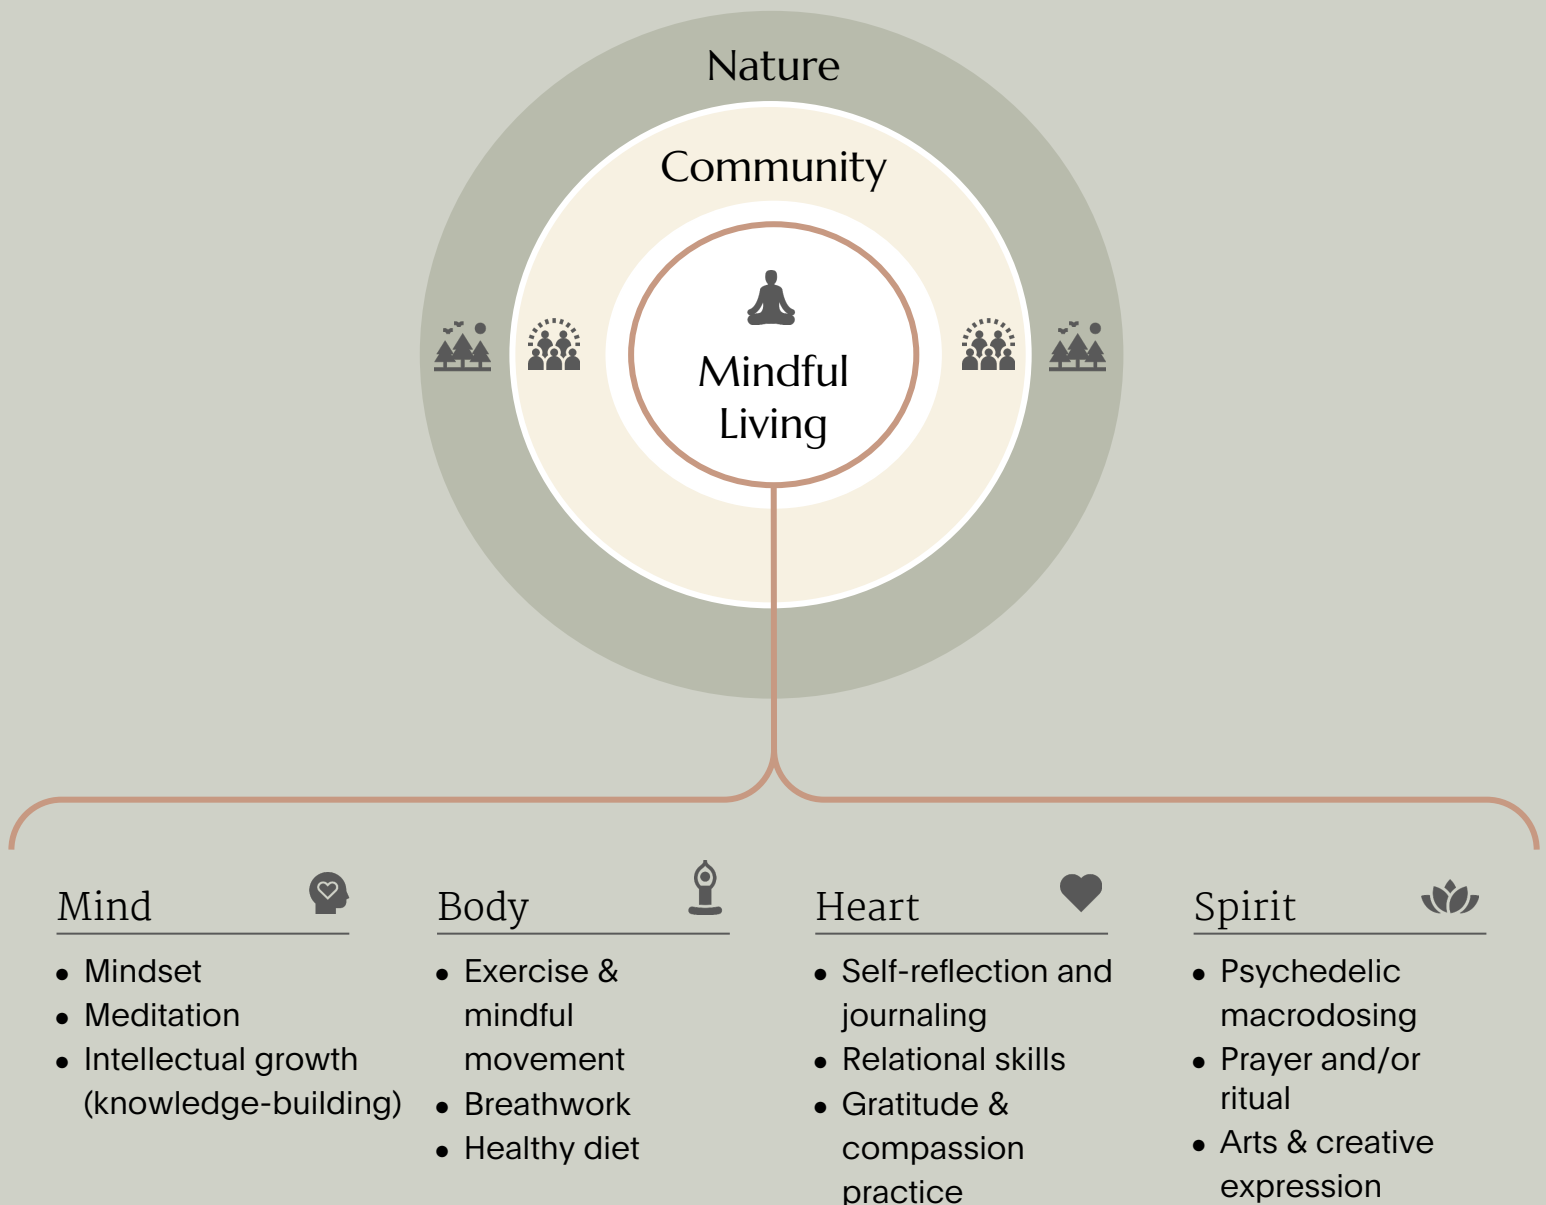 Nature
Community
Mindful
Living
Mind
• Mindset
• Meditation
• Intellectual growth
(knowledge-building)
Body
• Exercise &
mindful
movement
• Breathwork
• Healthy diet
Heart
• Self-reflection and
journaling
• Relational skills
• Gratitude &
compassion
practice
Spirit
• Psychedelic
macrodosing
• Prayer and/or
ritual
• Arts & creative
expression